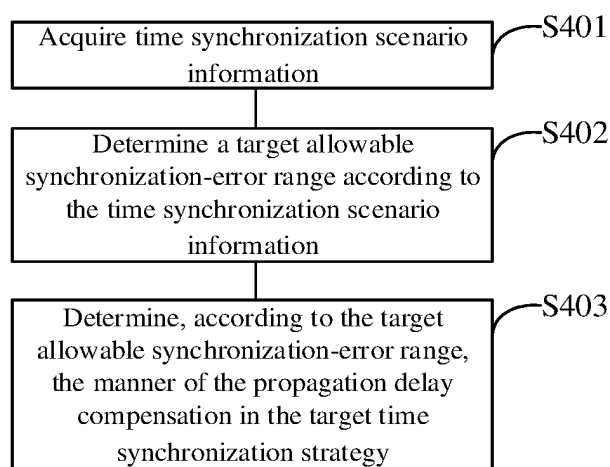 Acquire time synchronization scenario
information
S401
Determine a target allowable
synchronization-error range according to
the time synchronization scenario
information
S402
Determine, according to the target
allowable synchronization-error range,
the manner of the propagation delay
compensation in the target time
synchronization strategy
S403